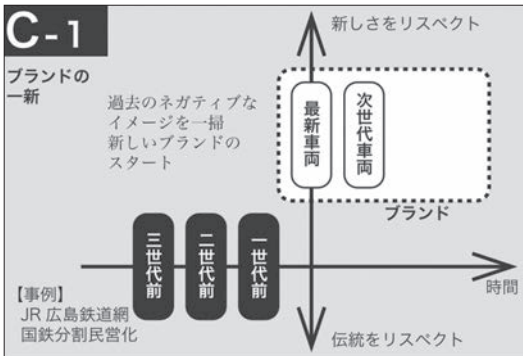 C-1
ブランドの
一新
過去のネガティブな
イメージを一掃
新しいブランドの
スタート
新しさをリスペクト
最新車両
次世代車両
ブランド
三世代前
二世代前
一世代前
時間
【事例】
JR 広島鉄道網
国鉄分割民営化
伝統をリスペクト